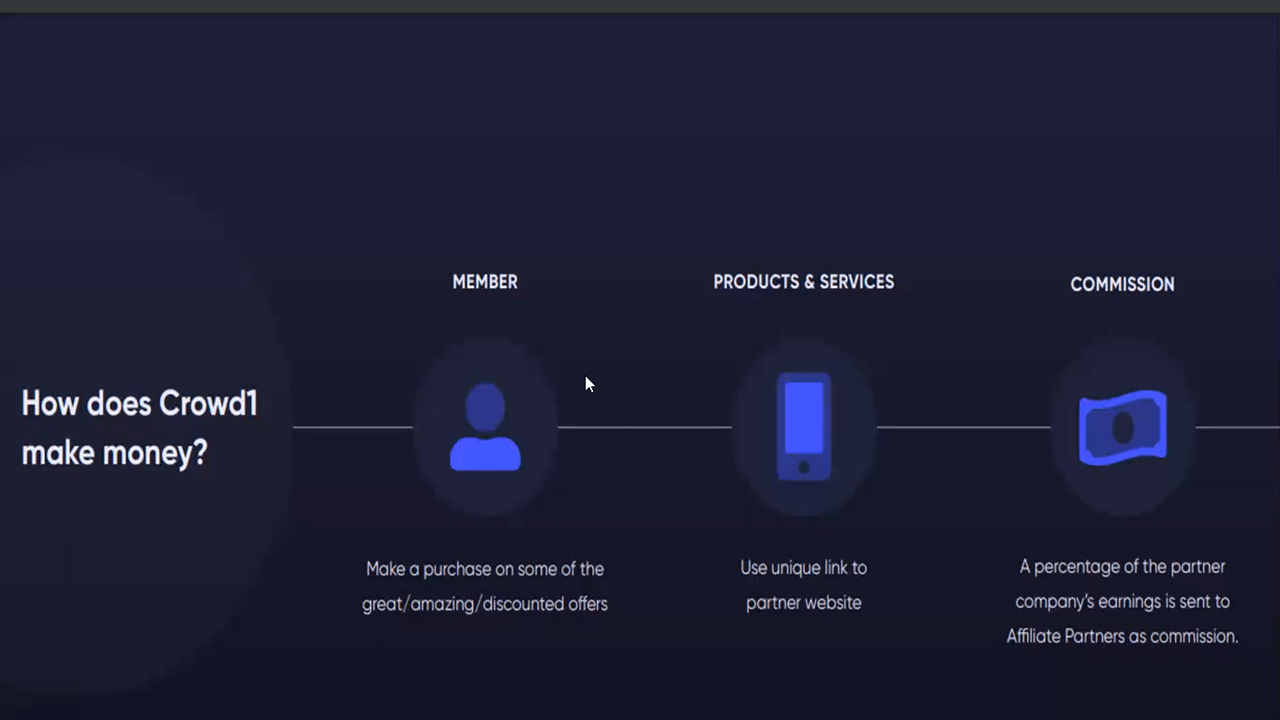 How does Crowd1
make money?
MEMBER
Make a purchase on some of the
great/amazing/discounted offers
PRODUCTS & SERVICES
Use unique link to
partner website
COMMISSION
A percentage of the partner
company's earnings is sent to
Affiliate Partners as commission.